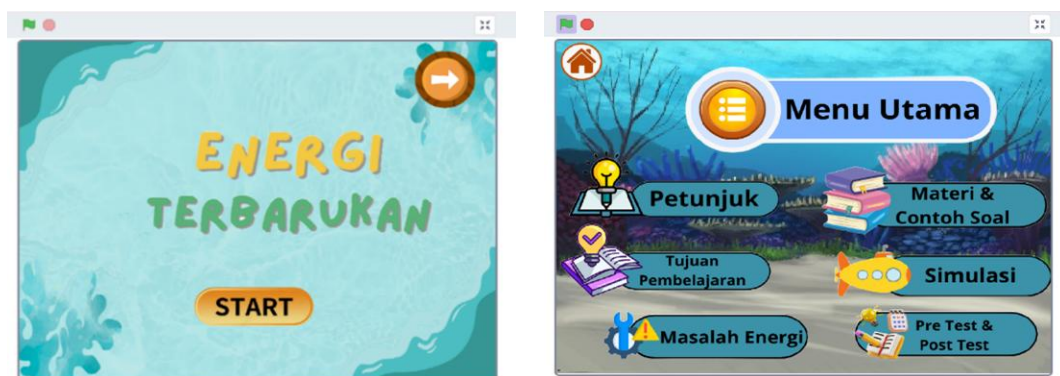 ENERGI
TERBARUKAN
START
Menu Utama
Petunjuk
Materi &
Contoh Soal
Tujuan
Pembelajaran
Simulasi
Masalah Energi
Pre Test &
Post Test